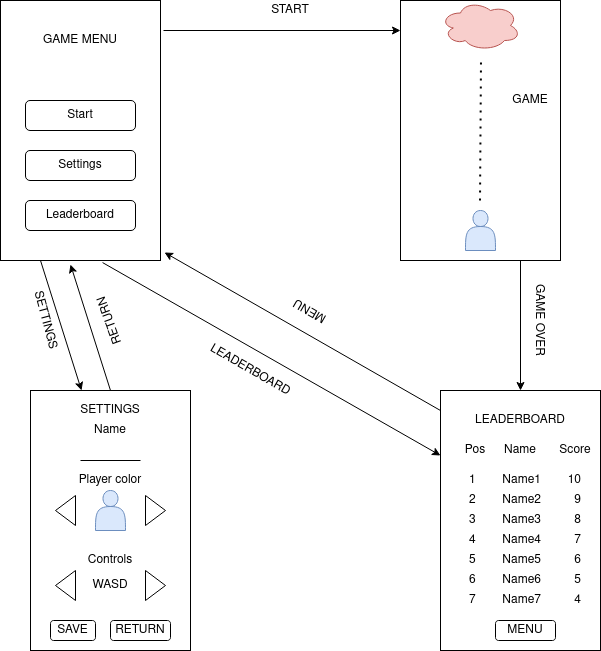 START
GAME MENU
Start
Settings
Leaderboard
GAME
SETTINGS
RETURN
MENU
LEADERBOARD
GAME OVER
SETTINGS
Name
Player color
Controls
WASD
SAVE RETURN
LEADERBOARD
Pos Name Score
1 Name1 10
2 Name2 9
3 Name3 8
4 Name4 7
5 Name5 6
6 Name6 5
7 Name7 4
MENU